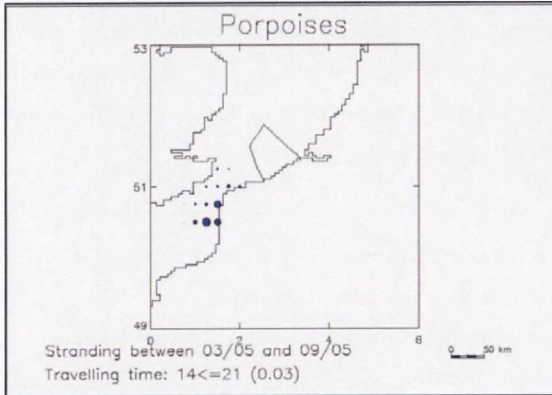 Porpoises
53
51
49
0 2 4 6
Stranding between 03/05 and 09/05
0 50 km
Travelling time: 14<=21 (0.03)